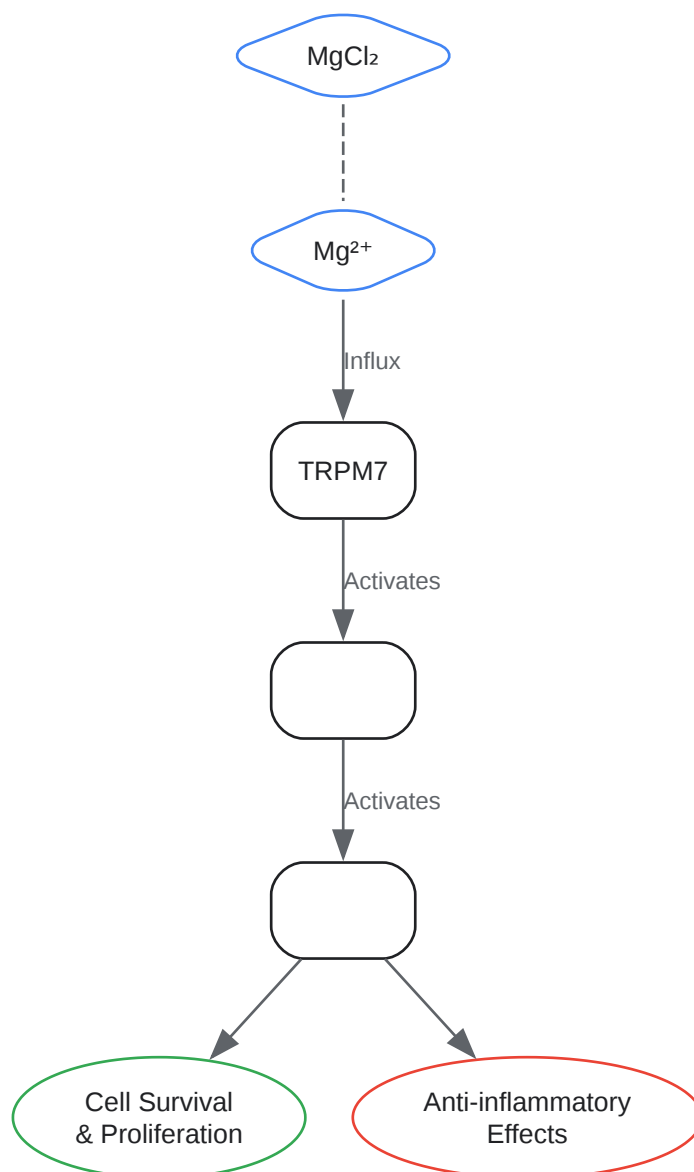 MgCl₂
Mg²⁺
Influx
TRPM7
Activates
Activates
Cell Survival
& Proliferation
Anti-inflammatory
Effects